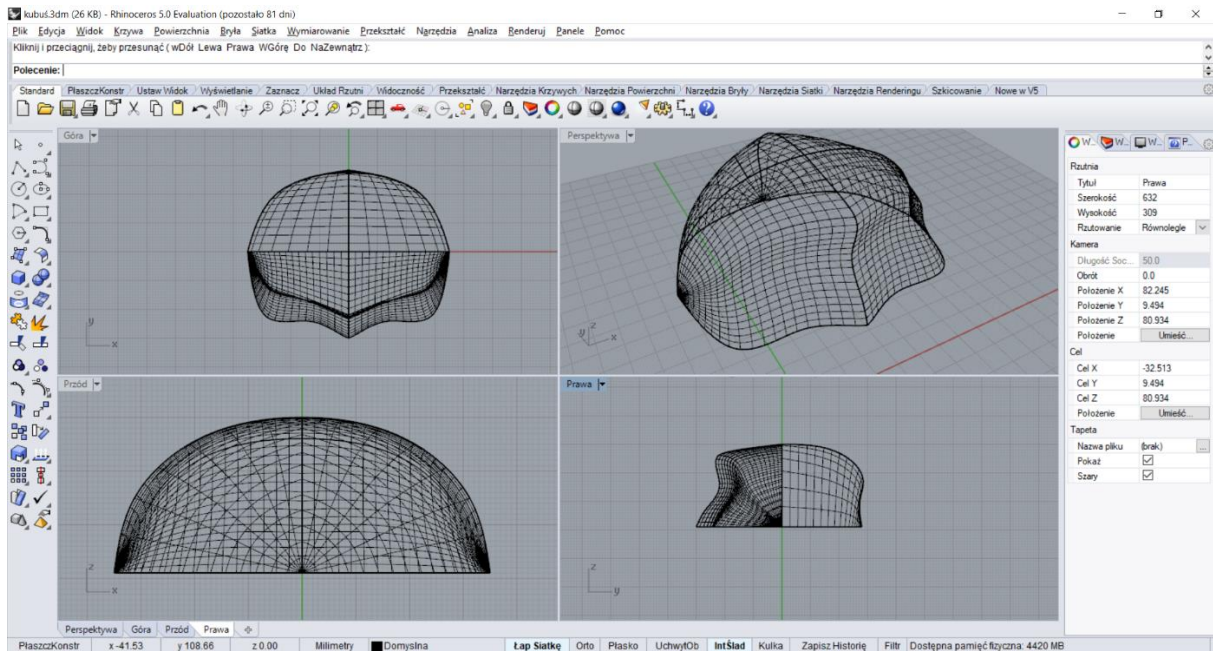 kubuś.3dm (26 KB) - Rhinoceros 5.0 Evaluation (pozostało 81 dni)
Plik Edycja Widok Krzywa Powierzchnia Bryła Siatka Wymiarowanie Przekształć Narzędzia Analiza Renderuj Panele Pomoc
Kliknij i przeciągnij, żeby przesunąć ( wDół Lewa Prawa WGórę Do NaZewnątrz ):
Polecenie:
Standard PłaszczKonstr Ustaw Widok Wyświetlanie Zaznacz Układ Rzutni Widoczność Przekształć Narzędzia Krzywych Narzędzia Powierzchni Narzędzia Bryły Narzędzia Siatki Narzędzia Renderingu Szkicowanie Nowe w V5
Góra
y
x
Perspektywa
z
y
x
Przód
z
x
Prawa
z
y
W... W... W... P...
Rzutnia
Tytuł Prawa
Szerokość 632
Wysokość 309
Rzutowanie Równolegle
Kamera
Długość Soc... 50.0
Obrót 0.0
Położenie X 82.245
Położenie Y 9.494
Położenie Z 80.934
Położenie Umieść...
Cel
Cel X -32.513
Cel Y 9.494
Cel Z 80.934
Położenie Umieść...
Tapeta
Nazwa pliku (brak) ...
Pokaż
Szary
Perspektywa Góra Przód Prawa
PłaszczKonstr x -41.53 y 108.66 z 0.00 Milimetry Domyslna Łap Siatkę Orto Płasko UchwytOb IntŚlad Kulka Zapisz Historię Filtr Dostępna pamięć fizyczna: 4420 MB